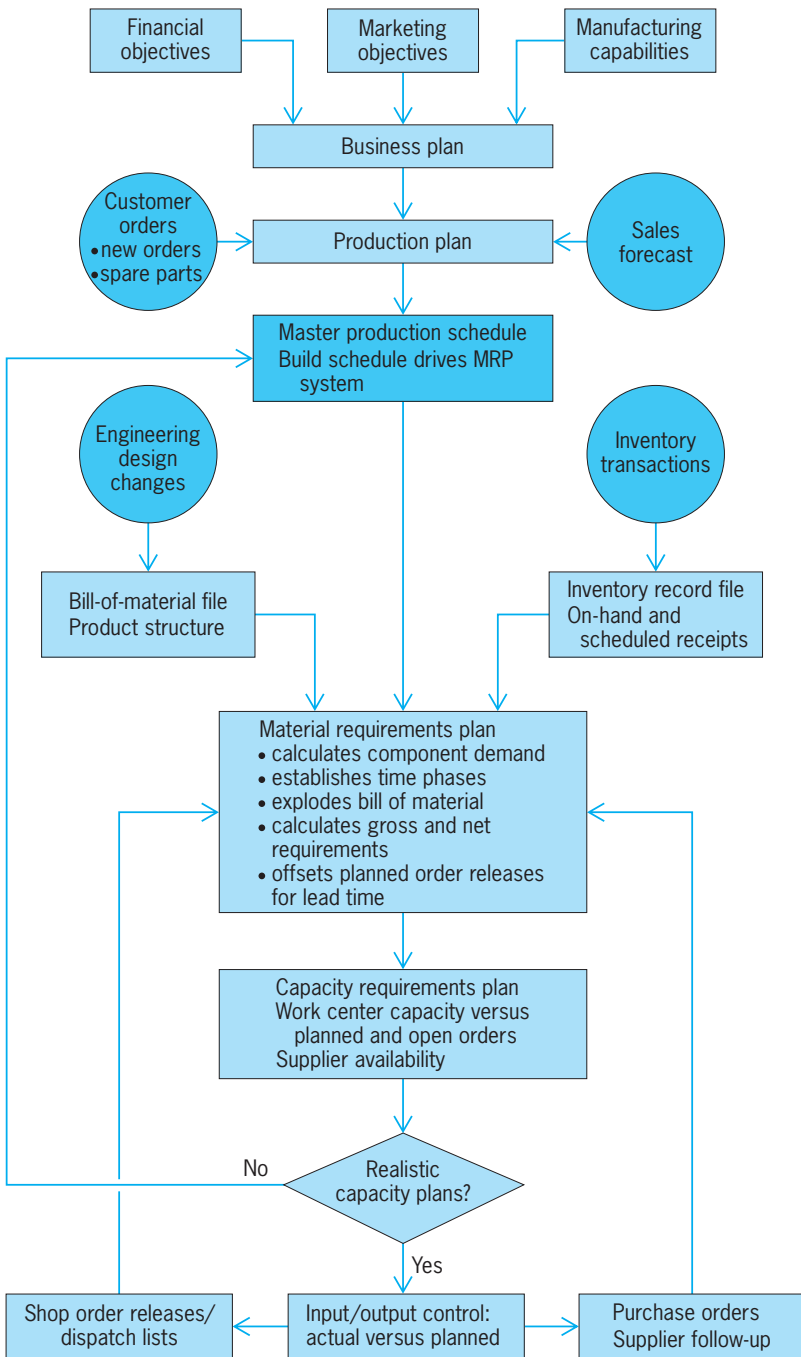 Financial
objectives
Marketing
objectives
Manufacturing
capabilities
Business plan
Customer
orders
• new orders
• spare parts
Production plan
Sales
forecast
Master production schedule
Build schedule drives MRP
system
Engineering
design
changes
Inventory
transactions
Bill-of-material file
Product structure
Inventory record file
On-hand and
scheduled receipts
Material requirements plan
• calculates component demand
• establishes time phases
• explodes bill of material
• calculates gross and net
requirements
• offsets planned order releases
for lead time
Capacity requirements plan
Work center capacity versus
planned and open orders
Supplier availability
No
Realistic
capacity plans?
Yes
Shop order releases/
dispatch lists
Input/output control:
actual versus planned
Purchase orders
Supplier follow-up